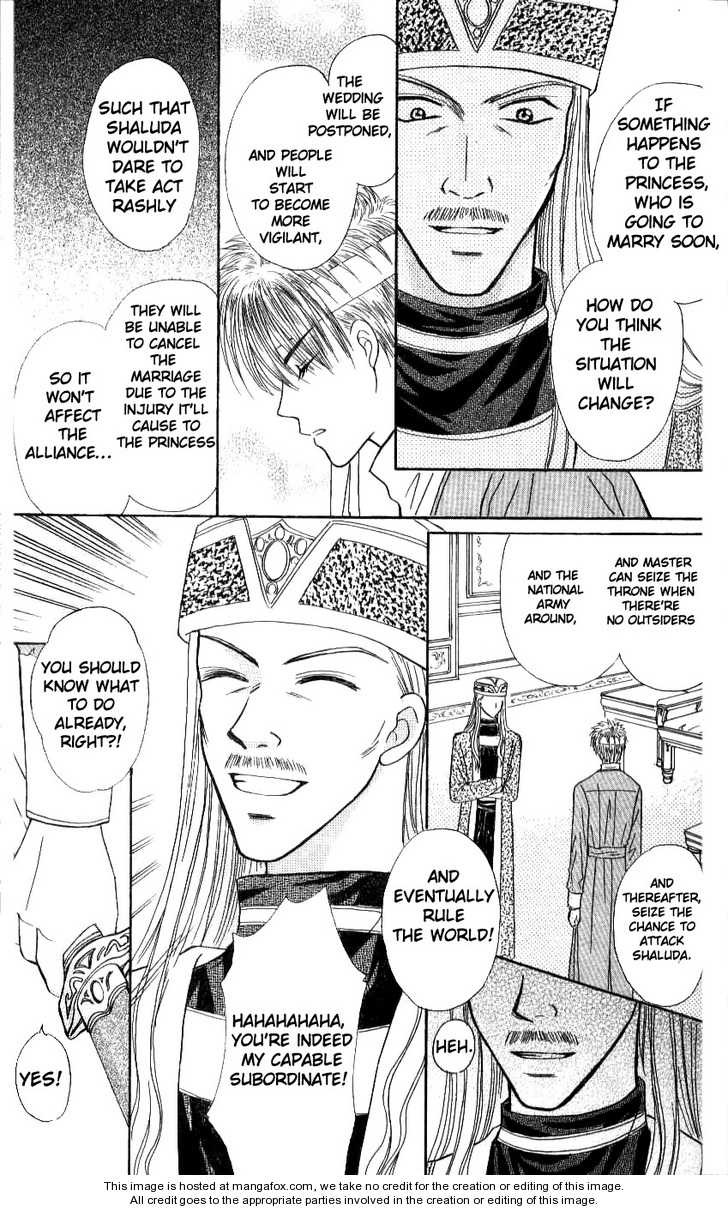 IF
SOMETHING
HAPPENS
TO THE
PRINCESS,
WHO IS
GOING TO
MARRY SOON,
HOW DO
YOU THINK
THE
SITUATION
WILL
CHANGE?
THE
WEDDING
WILL BE
POSTPONED,
AND PEOPLE
WILL
START
TO BECOME
MORE
VIGILANT,
SUCH THAT
SHALUDA
WOULDN'T
DARE TO
TAKE ACT
RASHLY
THEY WILL
BE UNABLE
TO CANCEL
THE
MARRIAGE
DUE TO THE
INJURY IT'LL
CAUSE TO
THE PRINCESS
SO IT
WON'T
AFFECT
THE
ALLIANCE...
AND MASTER
CAN SEIZE THE
THRONE WHEN
THERE'RE
NO OUTSIDERS
AND THE
NATIONAL
ARMY
AROUND,
AND
THEREAFTER,
SEIZE THE
CHANCE TO
ATTACK
SHALUDA.
HEH.
AND
EVENTUALLY
RULE
THE WORLD!
HAHAHAHAHA,
YOU'RE INDEED
MY CAPABLE
SUBORDINATE!
YOU SHOULD
KNOW WHAT
TO DO
ALREADY,
RIGHT?!
YES!
This image is hosted at mangafox.com, we take no credit for the creation or editing of this image.
All credit goes to the appropriate parties involved in the creation or editing of this image.